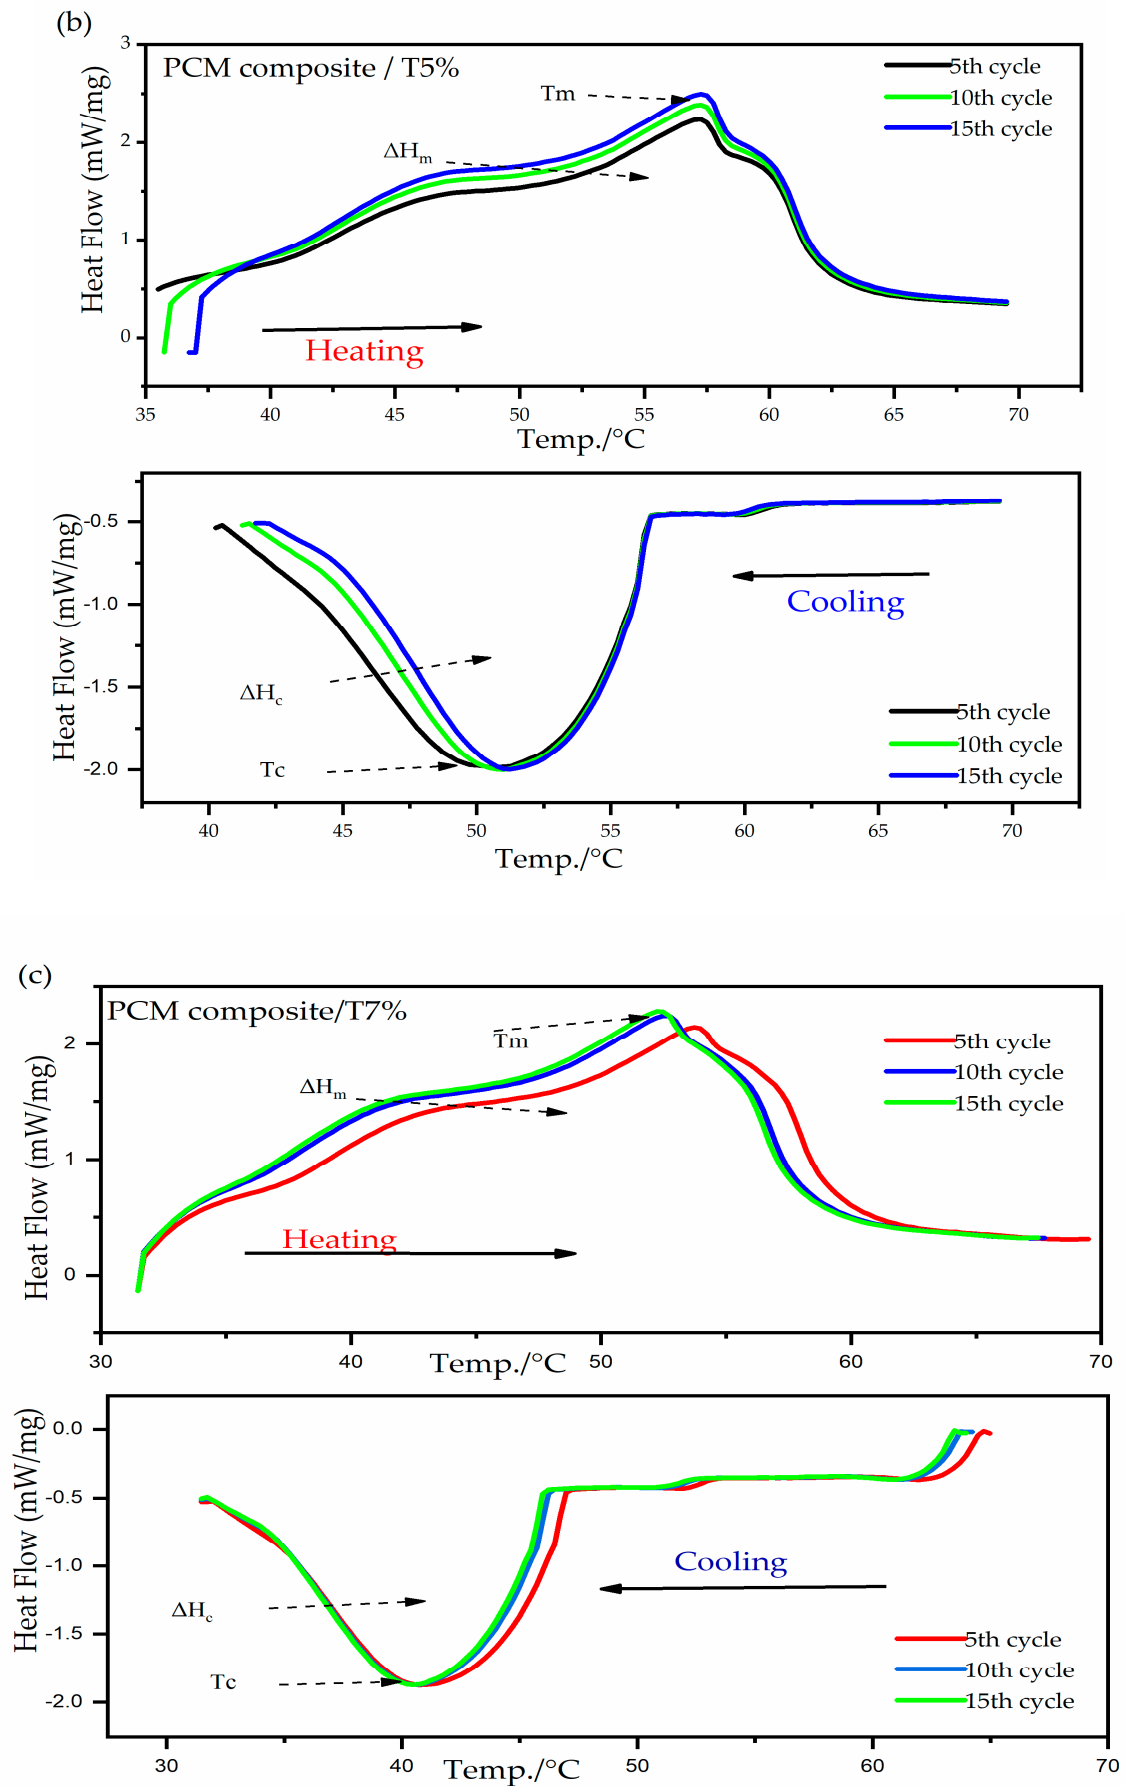 (b)
PCM composite / T5%
Heat Flow (mW/mg)
3
2
1
0
Tm
ΔHm
5th cycle
10th cycle
15th cycle
Heating
35 40 45 50 55 60 65 70
Temp./°C
Heat Flow (mW/mg)
-0.5
-1.0
-1.5
-2.0
Cooling
ΔHc
Tc
5th cycle
10th cycle
15th cycle
40 45 50 55 60 65 70
Temp./°C
(c)
PCM composite/T7%
Heat Flow (mW/mg)
2
1
0
Tm
ΔHm
5th cycle
10th cycle
15th cycle
Heating
30 40 50 60 70
Temp./°C
Heat Flow (mW/mg)
0.0
-0.5
-1.0
-1.5
-2.0
Cooling
ΔHc
Tc
5th cycle
10th cycle
15th cycle
30 40 50 60 70
Temp./°C